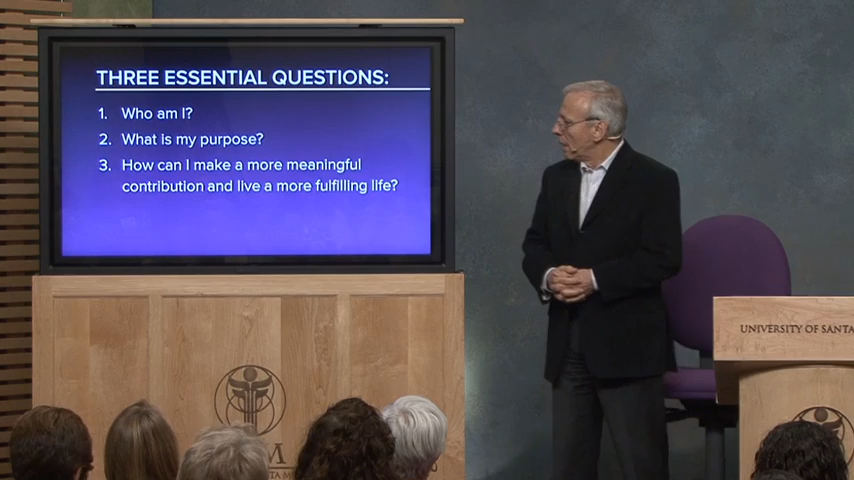 THREE ESSENTIAL QUESTIONS:
1. Who am I?
2. What is my purpose?
3. How can I make a more meaningful
contribution and live a more fulfilling life?
UNIVERSITY OF SANTA
M